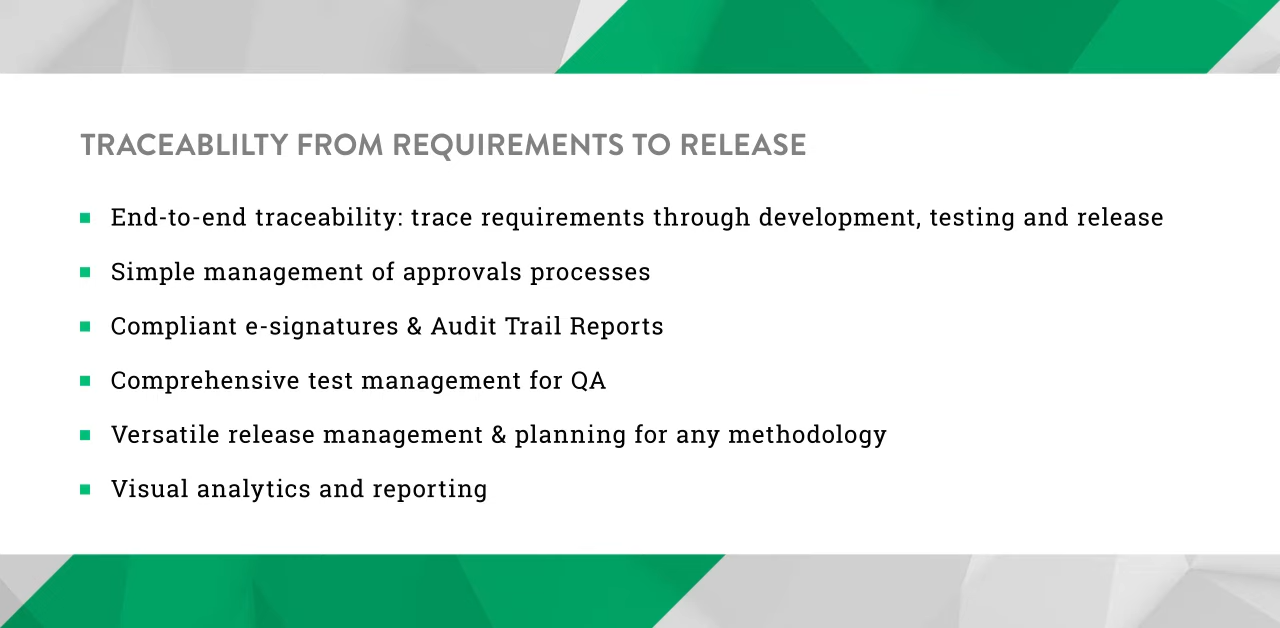 TRACEABLILTY FROM REQUIREMENTS TO RELEASE
End-to-end traceability: trace requirements through development, testing and release
Simple management of approvals processes
Compliant e-signatures & Audit Trail Reports
Comprehensive test management for QA
Versatile release management & planning for any methodology
Visual analytics and reporting